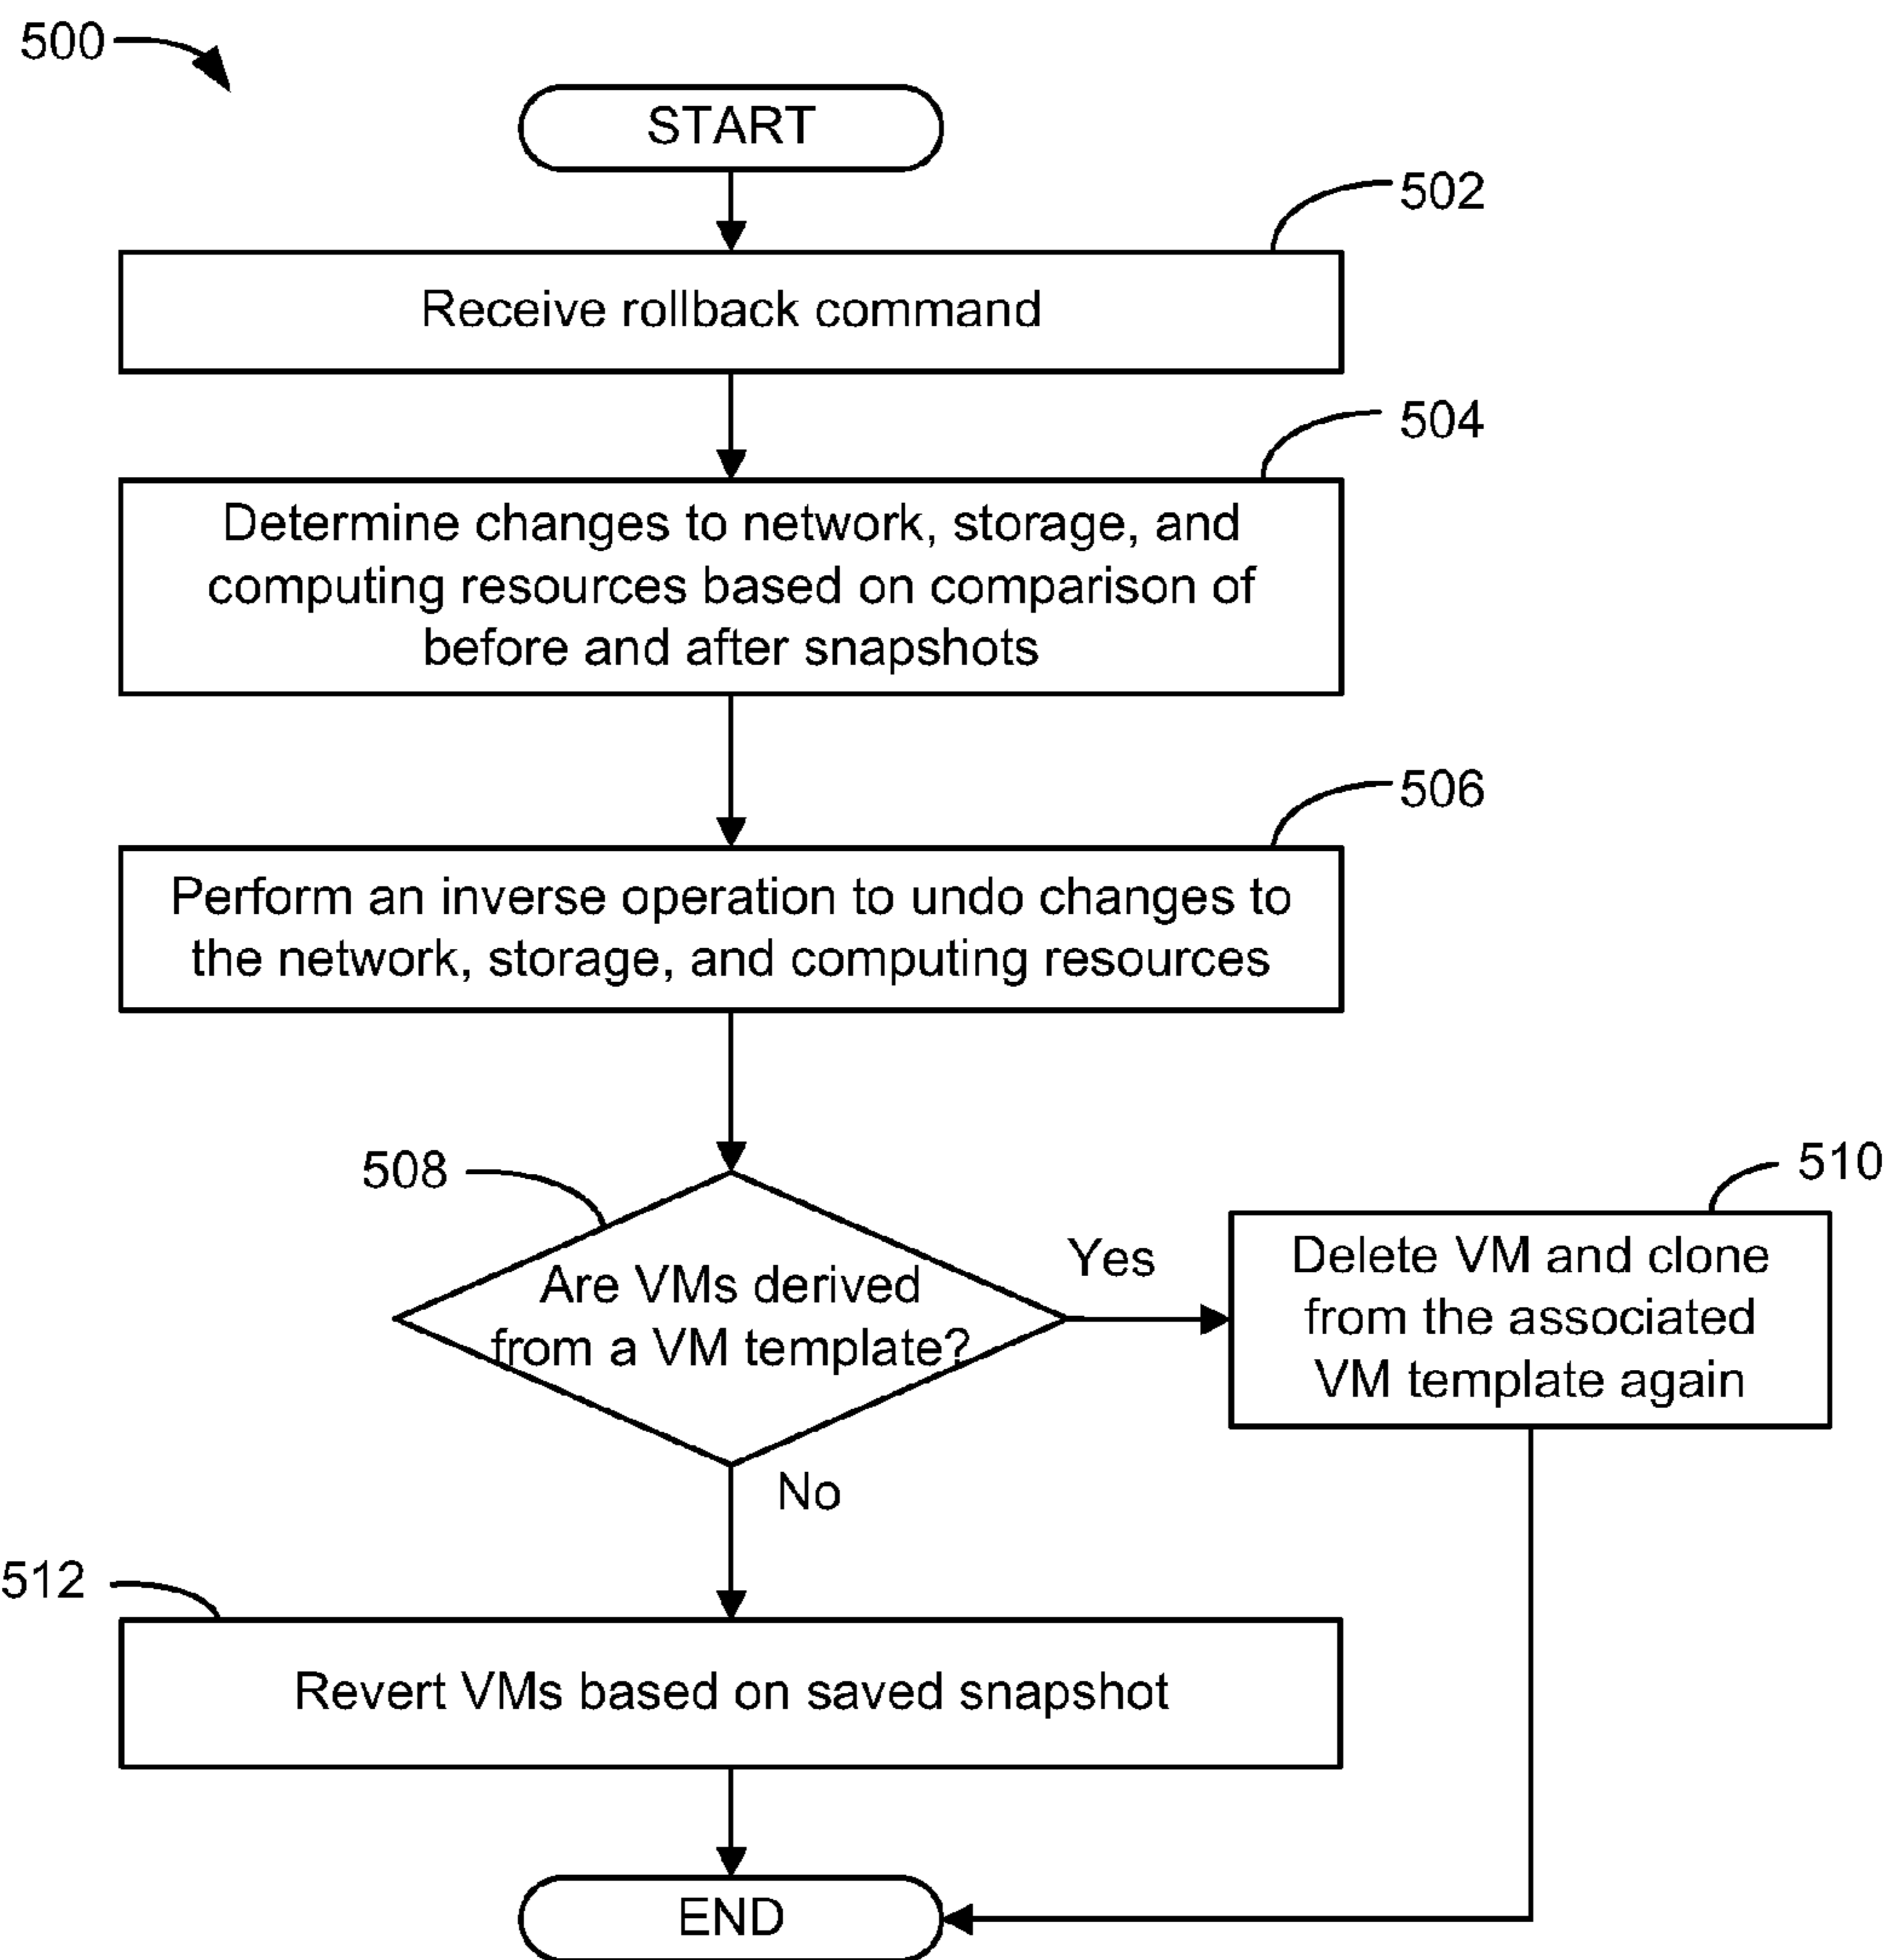 500
START
502
Receive rollback command
504
Determine changes to network, storage, and
computing resources based on comparison of
before and after snapshots
506
Perform an inverse operation to undo changes to
the network, storage, and computing resources
508
Are VMs derived
from a VM template?
Yes
510
Delete VM and clone
from the associated
VM template again
No
512
Revert VMs based on saved snapshot
END